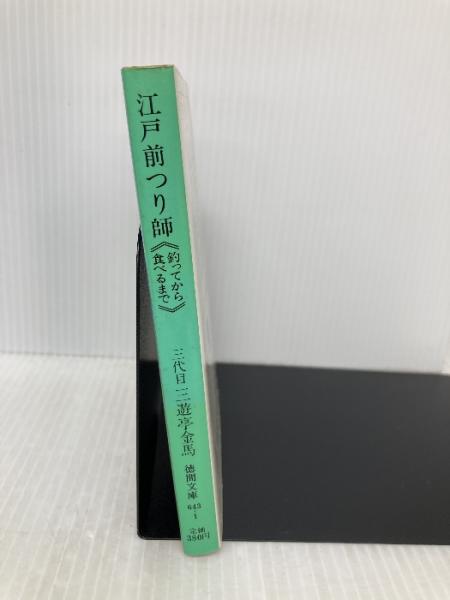 江戸前つり師
《釣ってから
食べるまで》
三代目 三遊亭金馬
徳間文庫
643
1
定価
380円